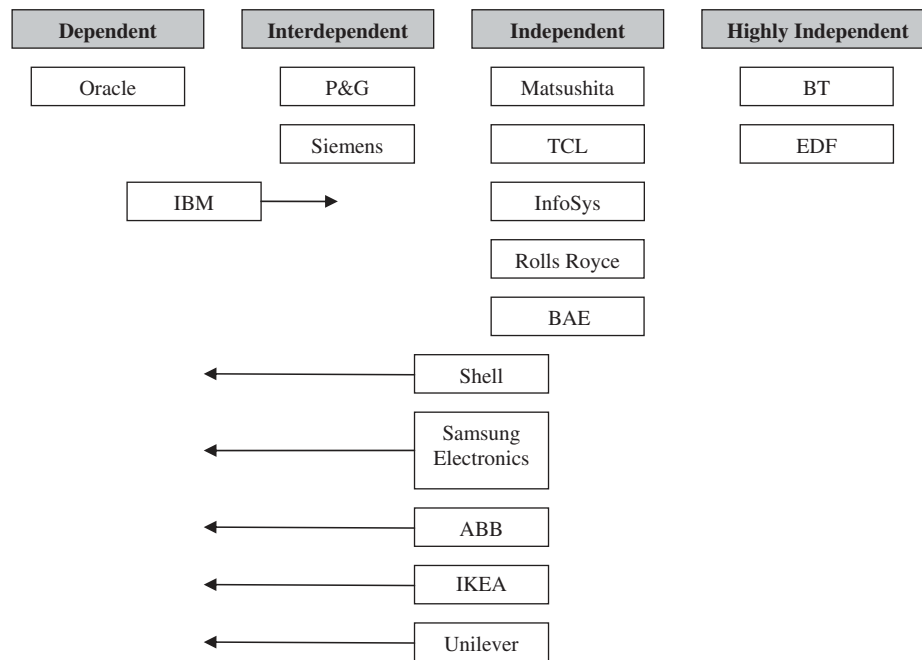 Dependent
Interdependent
Independent
Highly Independent
Oracle
P&G
Matsushita
BT
Siemens
TCL
EDF
IBM
InfoSys
Rolls Royce
BAE
Shell
Samsung
Electronics
ABB
IKEA
Unilever